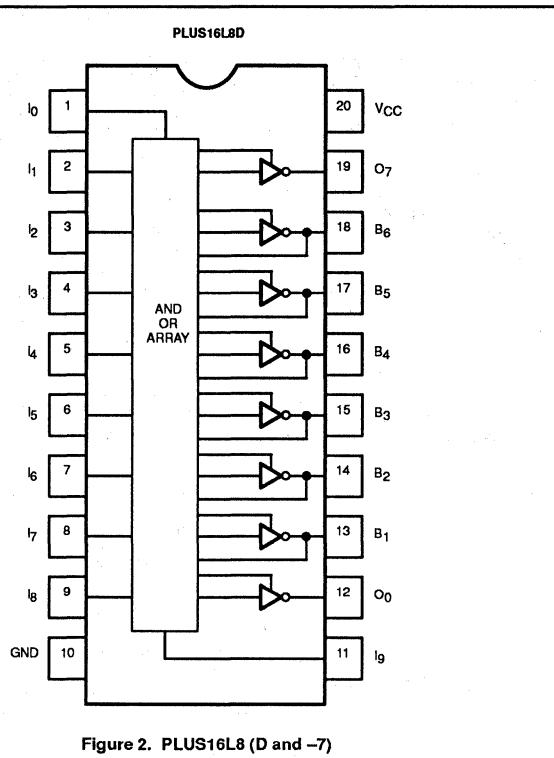 PLUS16L8D
I0 1 20 VCC
I1 2 19 O7
I2 3 18 B6
I3 4 17 B5
AND
OR
ARRAY
I4 5 16 B4
I5 6 15 B3
I6 7 14 B2
I7 8 13 B1
I8 9 12 O0
GND 10 11 I9
Figure 2. PLUS16L8 (D and –7)